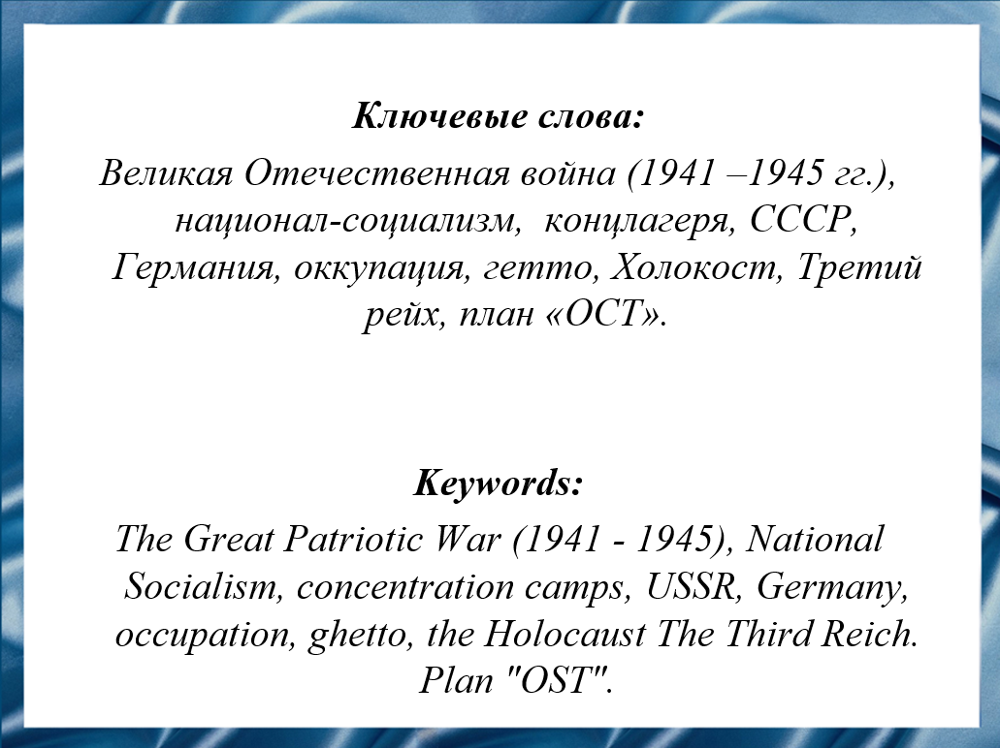 Ключевые слова:
Великая Отечественная война (1941 –1945 гг.),
национал-социализм, концлагеря, СССР,
Германия, оккупация, гетто, Холокост, Третий
рейх, план «ОСТ».
Keywords:
The Great Patriotic War (1941 - 1945), National
Socialism, concentration camps, USSR, Germany,
occupation, ghetto, the Holocaust The Third Reich.
Plan "OST".